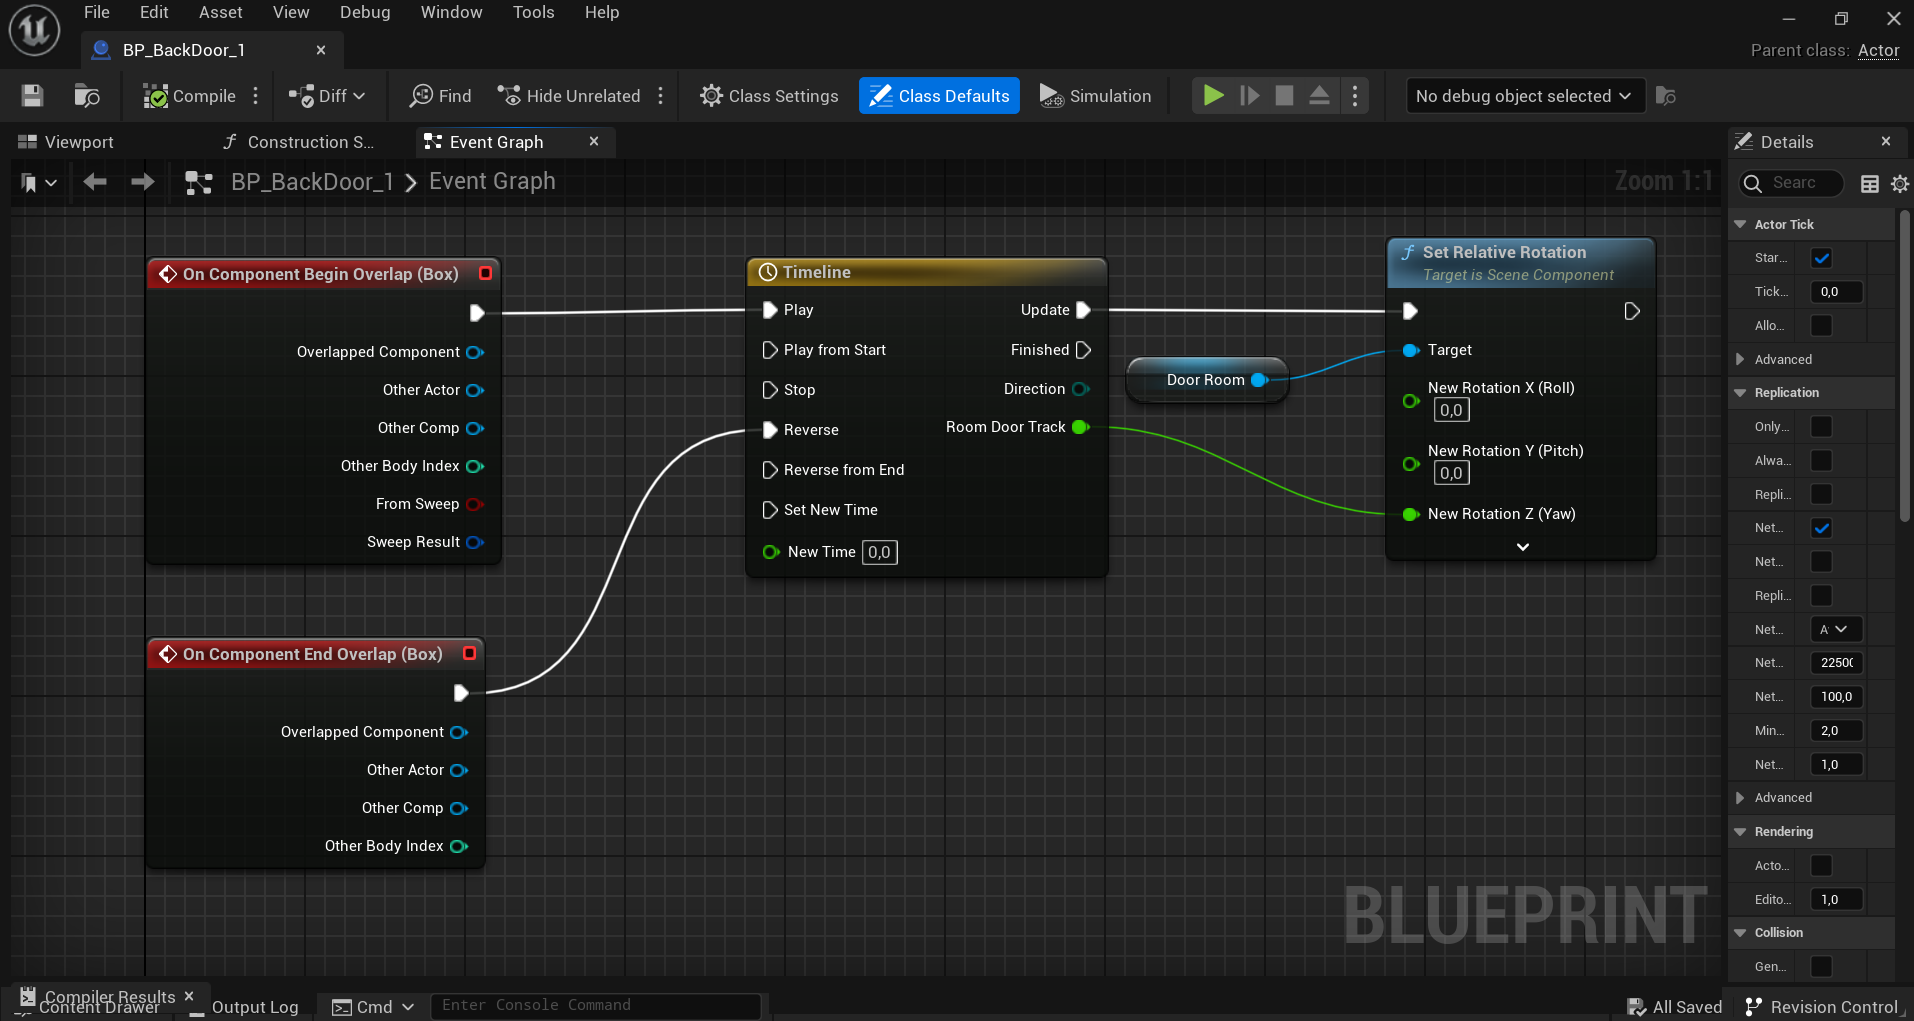 File Edit Asset View Debug Window Tools Help
BP_BackDoor_1
Parent class: Actor
Compile Diff Find Hide Unrelated Class Settings Class Defaults Simulation No debug object selected
Viewport Construction S... Event Graph Details
BP_BackDoor_1 > Event Graph Zoom 1:1
Searc
On Component Begin Overlap (Box)
Overlapped Component
Other Actor
Other Comp
Other Body Index
From Sweep
Sweep Result
On Component End Overlap (Box)
Overlapped Component
Other Actor
Other Comp
Other Body Index
Timeline
Play Update
Play from Start Finished
Stop Direction
Reverse Room Door Track
Reverse from End
Set New Time
New Time 0,0
Door Room
Set Relative Rotation
Target is Scene Component
Target
New Rotation X (Roll)
0,0
New Rotation Y (Pitch)
0,0
New Rotation Z (Yaw)
BLUEPRINT
Actor Tick
Star...
Tick... 0,0
Allo...
Advanced
Replication
Only...
Alwa...
Repli...
Net...
Net...
Repli...
Net... A
Net... 2250
Net... 100,0
Min... 2,0
Net... 1,0
Advanced
Rendering
Acto...
Edito... 1,0
Collision
Gen...
Compiler Results
Content Drawer Output Log Cmd Enter Console Command All Saved Revision Control